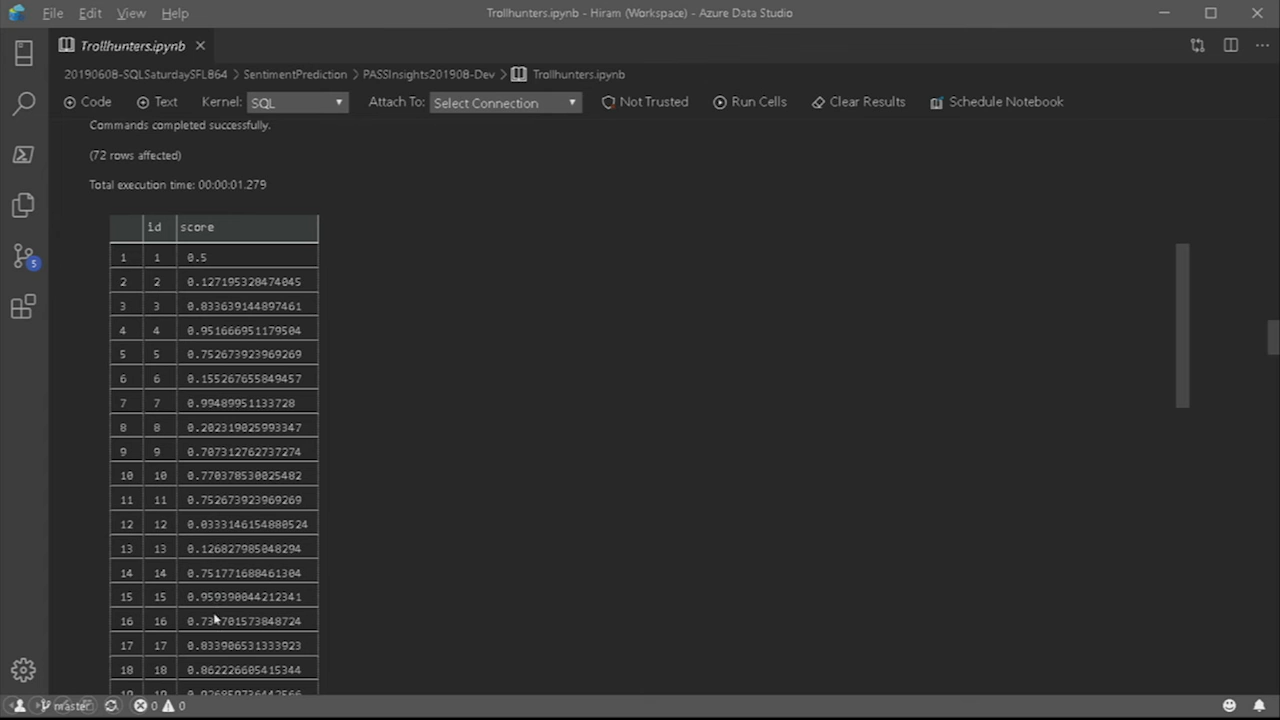 File Edit View Help
Trollhunters.ipynb - Hiram (Workspace) - Azure Data Studio
Trollhunters.ipynb
20190608-SQLSaturdaySFL864 > SentimentPrediction > PASSInsights201908-Dev > Trollhunters.ipynb
Code Text Kernel: SQL Attach To: Select Connection Not Trusted Run Cells Clear Results Schedule Notebook
Commands completed successfully.
(72 rows affected)
Total execution time: 00:00:01.279
id score
1 1 0.5
2 2 0.127195328474045
3 3 0.833639144897461
4 4 0.951666951179504
5 5 0.752673923969269
6 6 0.155267655849457
7 7 0.99489951133728
8 8 0.202319025993347
9 9 0.707312762737274
10 10 0.770378530025482
11 11 0.752673923969269
12 12 0.0333146154880524
13 13 0.126827985048294
14 14 0.751771688461304
15 15 0.959390044212341
16 16
17 17 0.833906531333923
18 18 0.862226605415344
5
master 0 0